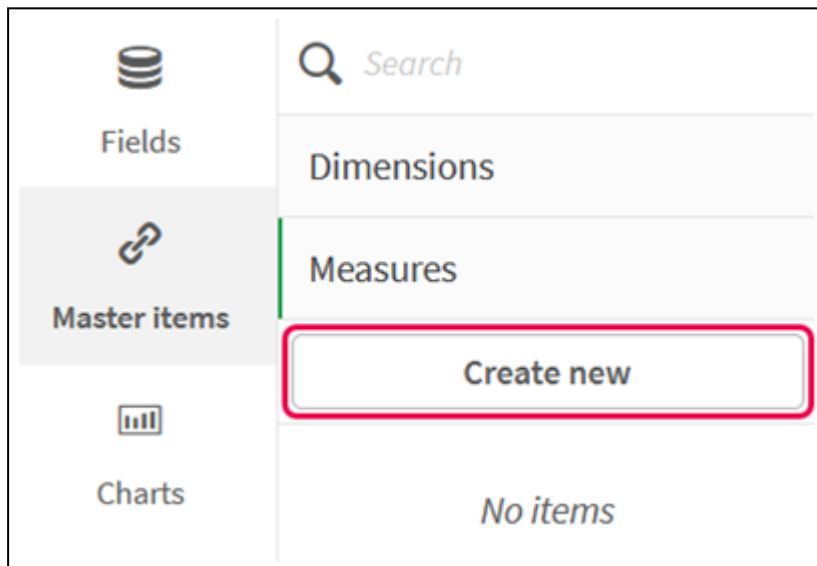 Search
Fields
Dimensions
Measures
Master items
Create new
Charts
No items